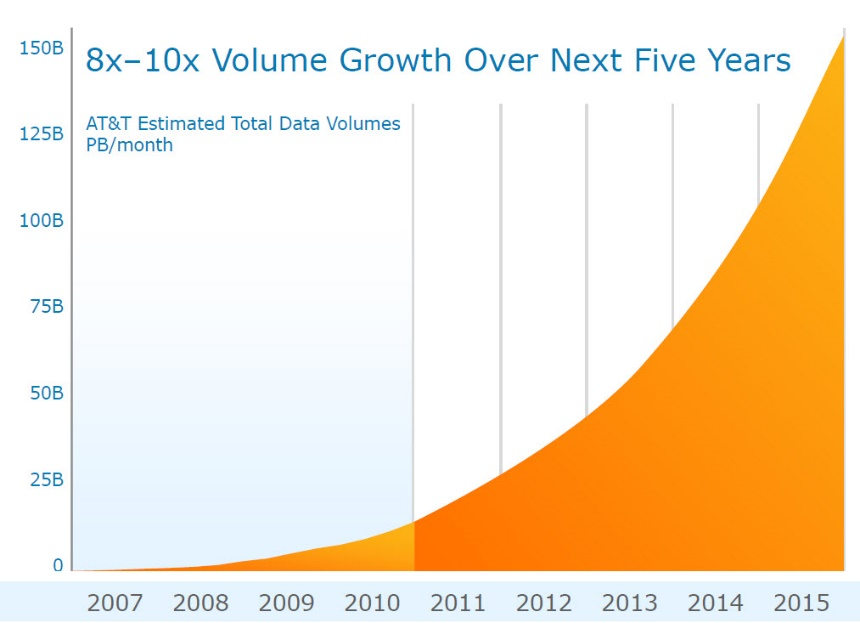 8x–10x Volume Growth Over Next Five Years
AT&T Estimated Total Data Volumes
PB/month
150B
125B
100B
75B
50B
25B
0
2007 2008 2009 2010 2011 2012 2013 2014 2015